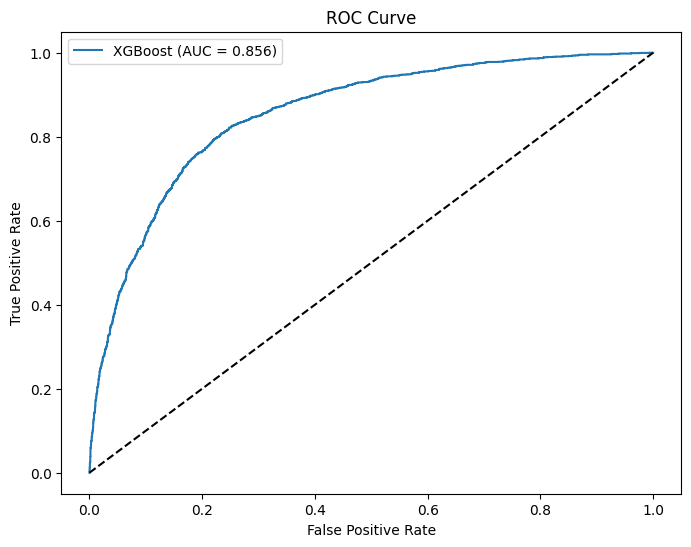 ROC Curve
XGBoost (AUC = 0.856)
1.0
0.8
0.6
0.4
0.2
0.0
True Positive Rate
0.0 0.2 0.4 0.6 0.8 1.0
False Positive Rate